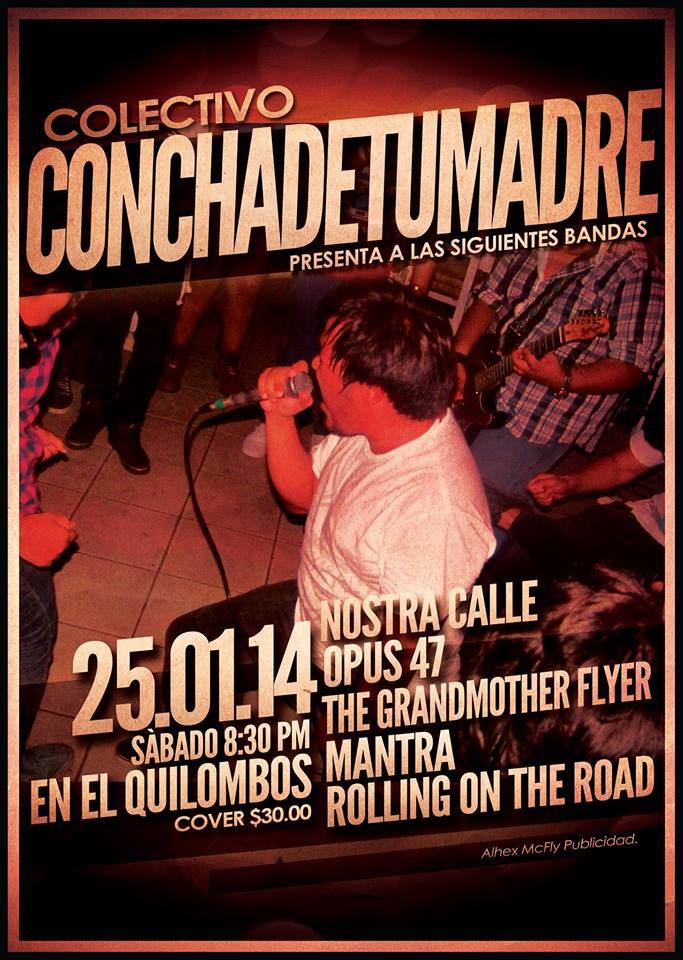 COLECTIVO
CONCHADETUMADRE
PRESENTA A LAS SIGUIENTES BANDAS
25.01.14
SÀBADO 8:30 PM
EN EL QUILOMBOS
COVER $30.00
NOSTRA CALLE
OPUS 47
THE GRANDMOTHER FLYER
MANTRA
ROLLING ON THE ROAD
Alhex McFly Publicidad.